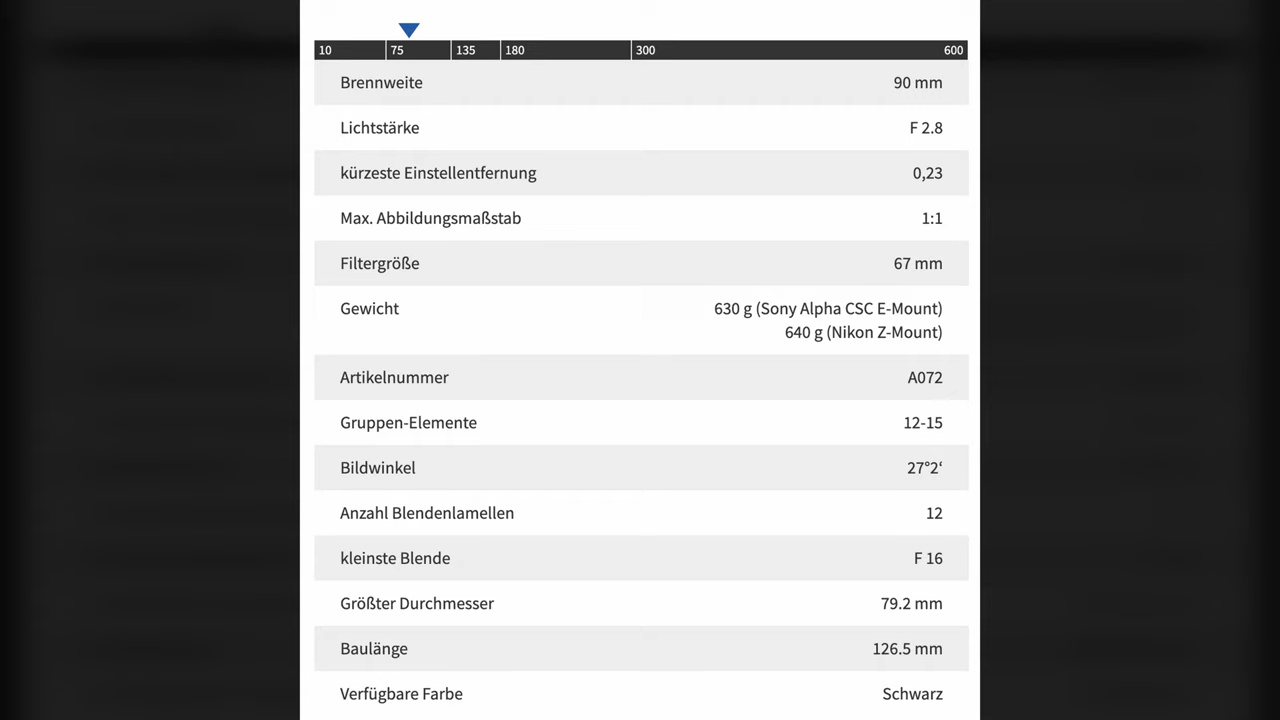 10 75 135 180 300 600
Brennweite 90 mm
Lichtstärke F 2.8
kürzeste Einstellentfernung 0,23
Max. Abbildungsmaßstab 1:1
Filtergröße 67 mm
Gewicht 630 g (Sony Alpha CSC E-Mount)
640 g (Nikon Z-Mount)
Artikelnummer A072
Gruppen-Elemente 12-15
Bildwinkel 27°2‘
Anzahl Blendenlamellen 12
kleinste Blende F 16
Größter Durchmesser 79.2 mm
Baulänge 126.5 mm
Verfügbare Farbe Schwarz